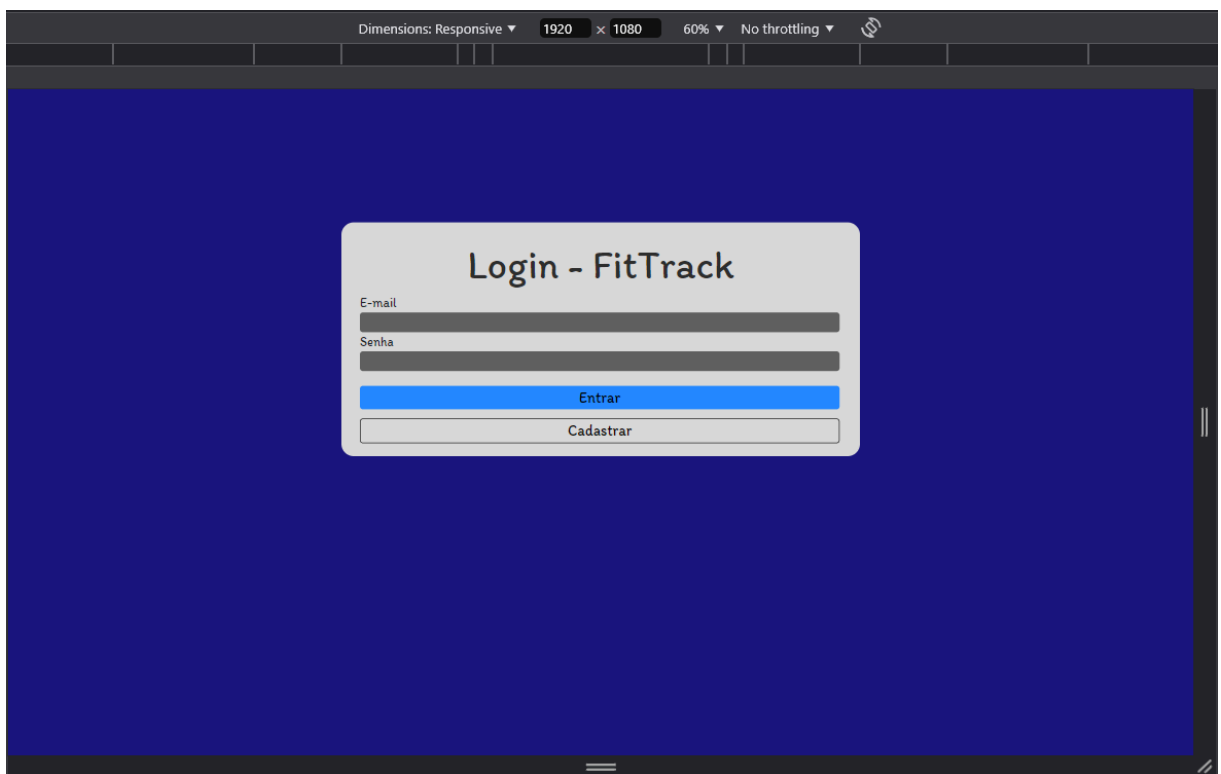 Dimensions: Responsive ▼ 1920 × 1080 60% ▼ No throttling ▼
Login - FitTrack
E-mail
Senha
Entrar
Cadastrar